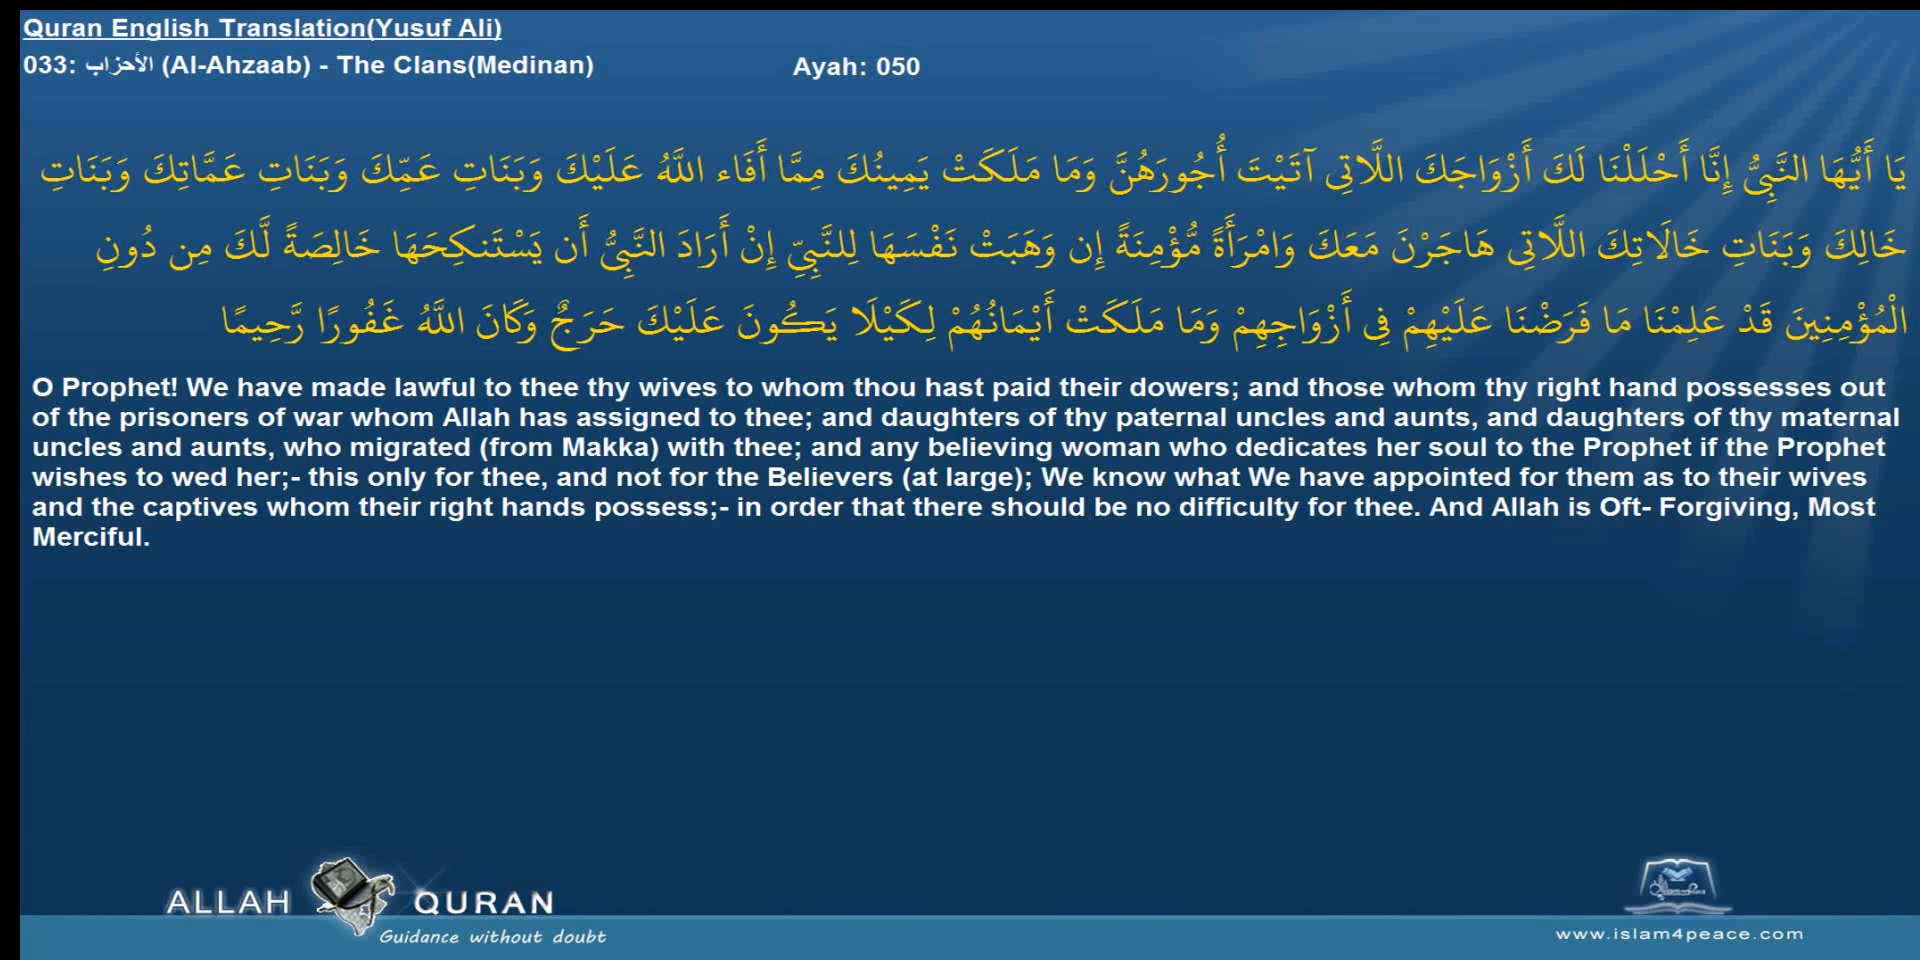 Quran English Translation(Yusuf Ali)
033: الأحزاب (Al-Ahzaab) - The Clans(Medinan) Ayah: 050
يَا أَيُّهَا النَّبِيُّ إِنَّا أَحْلَلْنَا لَكَ أَزْوَاجَكَ اللَّاتِي آتَيْتَ أُجُورَهُنَّ وَمَا مَلَكَتْ يَمِينُكَ مِمَّا أَفَاء اللَّهُ عَلَيْكَ وَبَنَاتِ عَمِّكَ وَبَنَاتِ عَمَّاتِكَ وَبَنَاتِ
خَالِكَ وَبَنَاتِ خَالَاتِكَ اللَّاتِي هَاجَرْنَ مَعَكَ وَامْرَأَةً مُّؤْمِنَةً إِن وَهَبَتْ نَفْسَهَا لِلنَّبِيِّ إِنْ أَرَادَ النَّبِيُّ أَن يَسْتَنكِحَهَا خَالِصَةً لَّكَ مِن دُونِ
الْمُؤْمِنِينَ قَدْ عَلِمْنَا مَا فَرَضْنَا عَلَيْهِمْ فِي أَزْوَاجِهِمْ وَمَا مَلَكَتْ أَيْمَانُهُمْ لِكَيْلَا يَكُونَ عَلَيْكَ حَرَجٌ وَكَانَ اللَّهُ غَفُورًا رَّحِيمًا
O Prophet! We have made lawful to thee thy wives to whom thou hast paid their dowers; and those whom thy right hand possesses out
of the prisoners of war whom Allah has assigned to thee; and daughters of thy paternal uncles and aunts, and daughters of thy maternal
uncles and aunts, who migrated (from Makka) with thee; and any believing woman who dedicates her soul to the Prophet if the Prophet
wishes to wed her;- this only for thee, and not for the Believers (at large); We know what We have appointed for them as to their wives
and the captives whom their right hands possess;- in order that there should be no difficulty for thee. And Allah is Oft- Forgiving, Most
Merciful.
ALLAH QURAN
Guidance without doubt
www.islam4peace.com